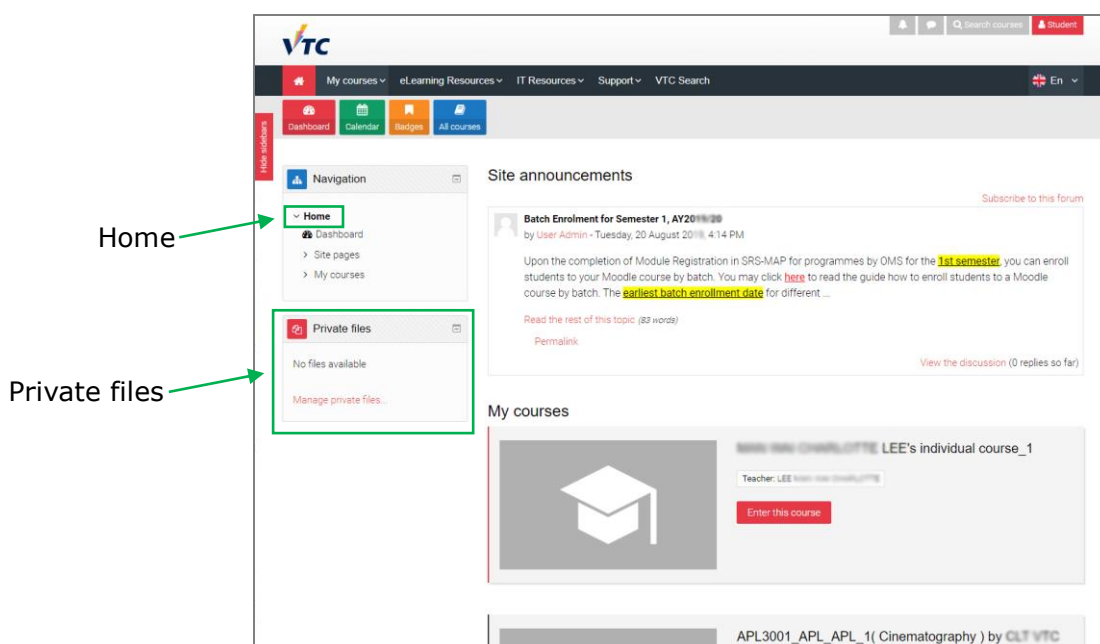 VTC
Search courses
Student
My courses
eLearning Resources
IT Resources
Support
VTC Search
En
Dashboard
Calendar
Badges
All courses
Hide sidebars
Navigation
Home
Dashboard
Site pages
My courses
Home
Private files
No files available
Manage private files...
Private files
Site announcements
Subscribe to this forum
Batch Enrolment for Semester 1, AY20
by User Admin - Tuesday, 20 August 20 , 4:14 PM
Upon the completion of Module Registration in SRS-MAP for programmes by OMS for the 1st semester, you can enroll
students to your Moodle course by batch. You may click here to read the guide how to enroll students to a Moodle
course by batch. The earliest batch enrollment date for different ...
Read the rest of this topic (83 words)
Permalink
View the discussion (0 replies so far)
My courses
LEE's individual course_1
Teacher: LEE
Enter this course
APL3001_APL_APL_1( Cinematography ) by